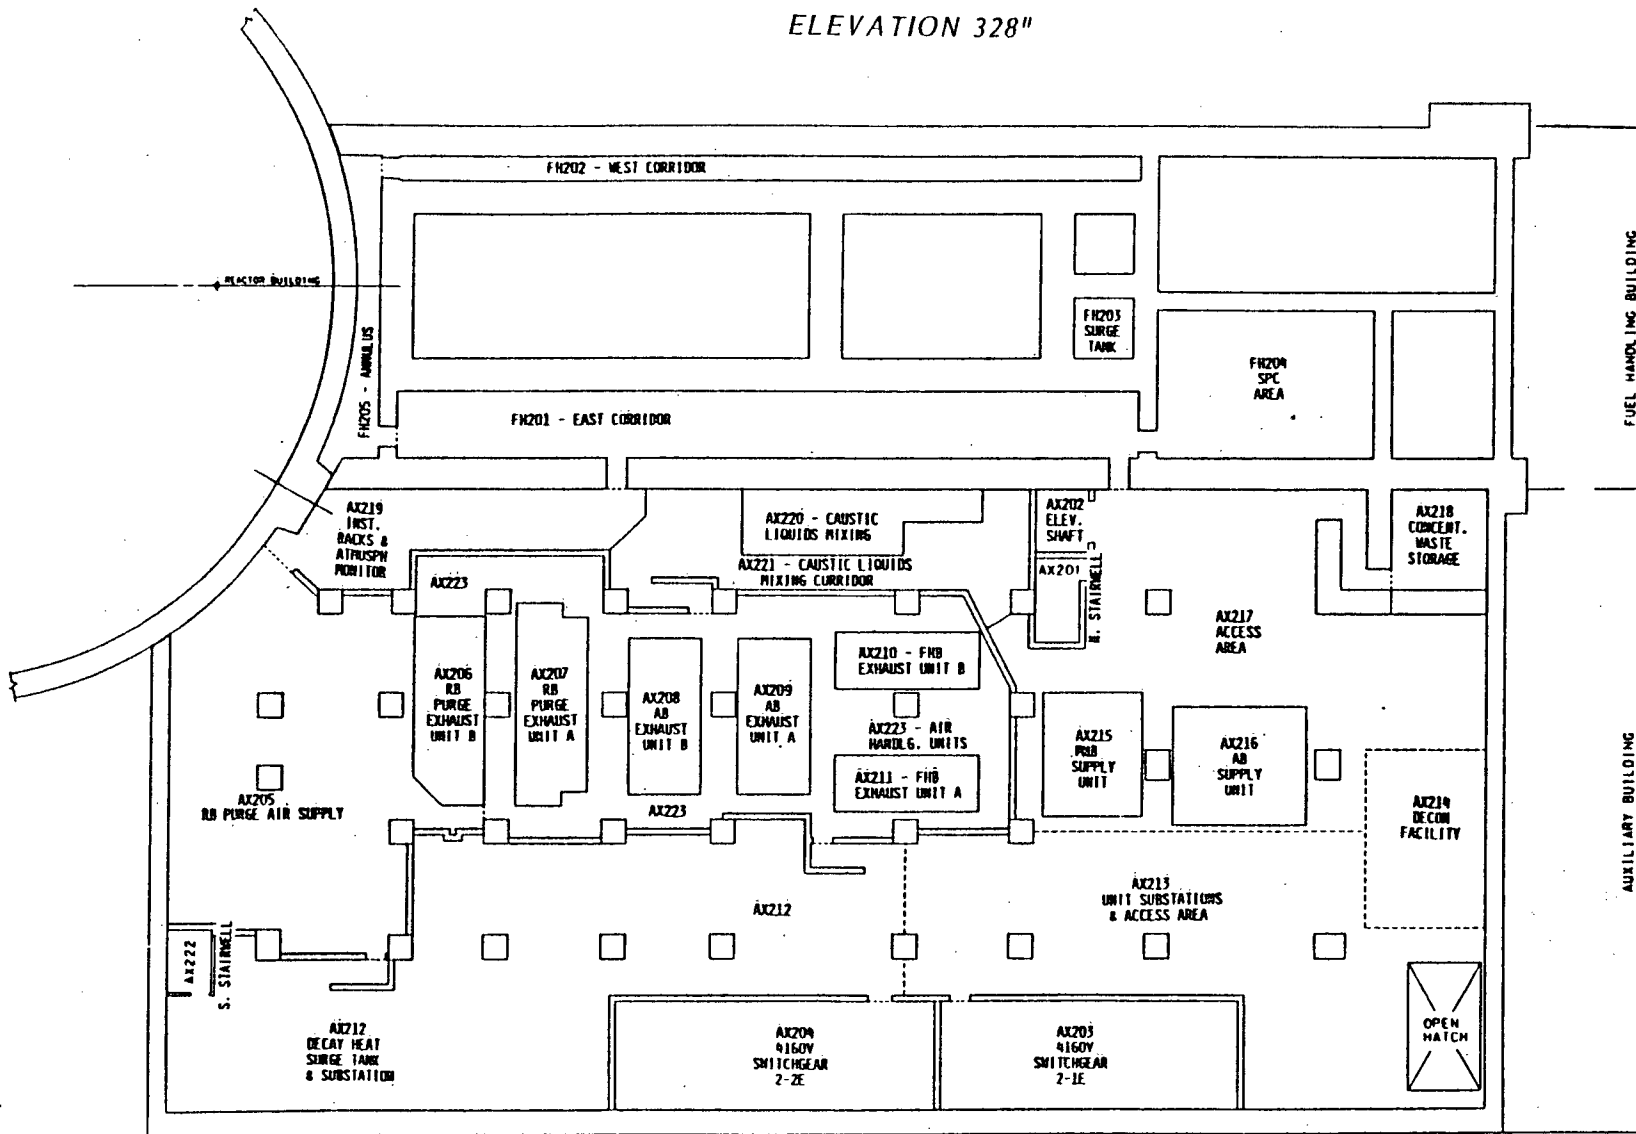 ELEVATION 328"
FH202 - WEST CORRIDOR
REACTOR BUILDING
FUEL HANDLING BUILDING
FH203
SURGE
TANK
FH205 - ANNULUS
FH204
SPC
AREA
FH201 - EAST CORRIDOR
AX219
INST.
RACKS &
ATMOSPH
MONITOR
AX220 - CAUSTIC
LIQUIDS MIXING
AX202
ELEV.
SHAFT
AX218
CONCENT.
WASTE
STORAGE
AX221 - CAUSTIC LIQUIDS
MIXING CORRIDOR
AX223
AX201
N. STAIRWELL
AX217
ACCESS
AREA
AX206
RB
PURGE
EXHAUST
UNIT B
AX207
RB
PURGE
EXHAUST
UNIT A
AX208
AB
EXHAUST
UNIT B
AX209
AB
EXHAUST
UNIT A
AX210 - FHB
EXHAUST UNIT B
AX223 - AIR
HANDLG. UNITS
AX211 - FHB
EXHAUST UNIT A
AX215
SUPPLY
UNIT
AX216
AB
SUPPLY
UNIT
AUXILIARY BUILDING
AX205
RB PURGE AIR SUPPLY
AX223
AX214
DECON
FACILITY
AX212
AX213
UNIT SUBSTATIONS
& ACCESS AREA
AX222
S. STAIRWELL
AX212
DECAY HEAT
SURGE TANK
& SUBSTATION
AX204
4160V
SWITCHGEAR
2-2E
AX203
4160V
SWITCHGEAR
2-1E
OPEN
HATCH